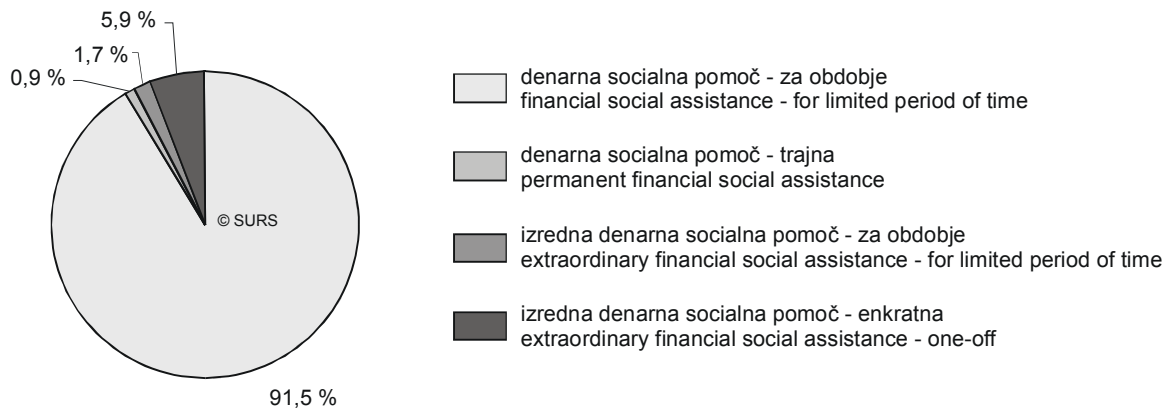 5,9 %
1,7 %
0,9 %
© SURS
91,5 %
denarna socialna pomoč - za obdobje
financial social assistance - for limited period of time
denarna socialna pomoč - trajna
permanent financial social assistance
izredna denarna socialna pomoč - za obdobje
extraordinary financial social assistance - for limited period of time
izredna denarna socialna pomoč - enkratna
extraordinary financial social assistance - one-off